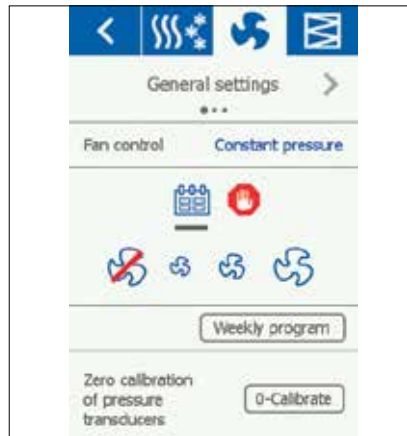 General settings
Fan control Constant pressure
Weekly program
Zero calibration
of pressure
transducers
0-Calibrate